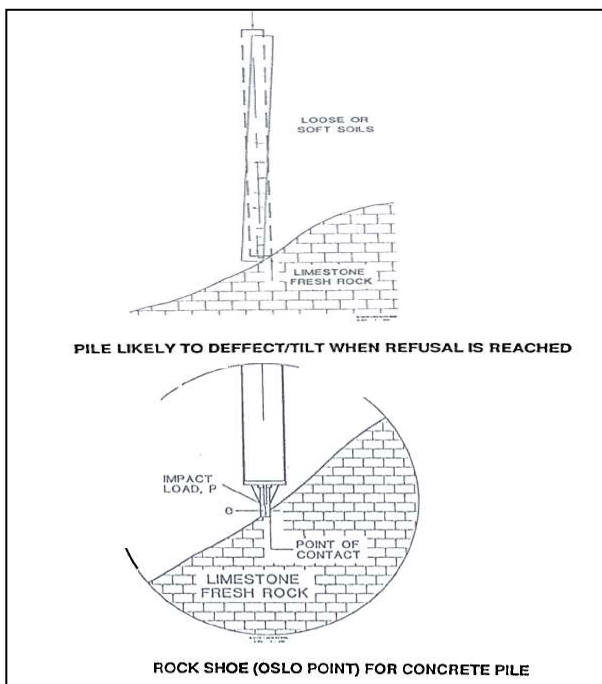 LOOSE OR
SOFT SOILS
LIMESTONE
FRESH ROCK
PILE LIKELY TO DEFFECT/TILT WHEN REFUSAL IS REACHED
IMPACT
LOAD, P
POINT OF
CONTACT
LIMESTONE
FRESH ROCK
ROCK SHOE (OSLO POINT) FOR CONCRETE PILE